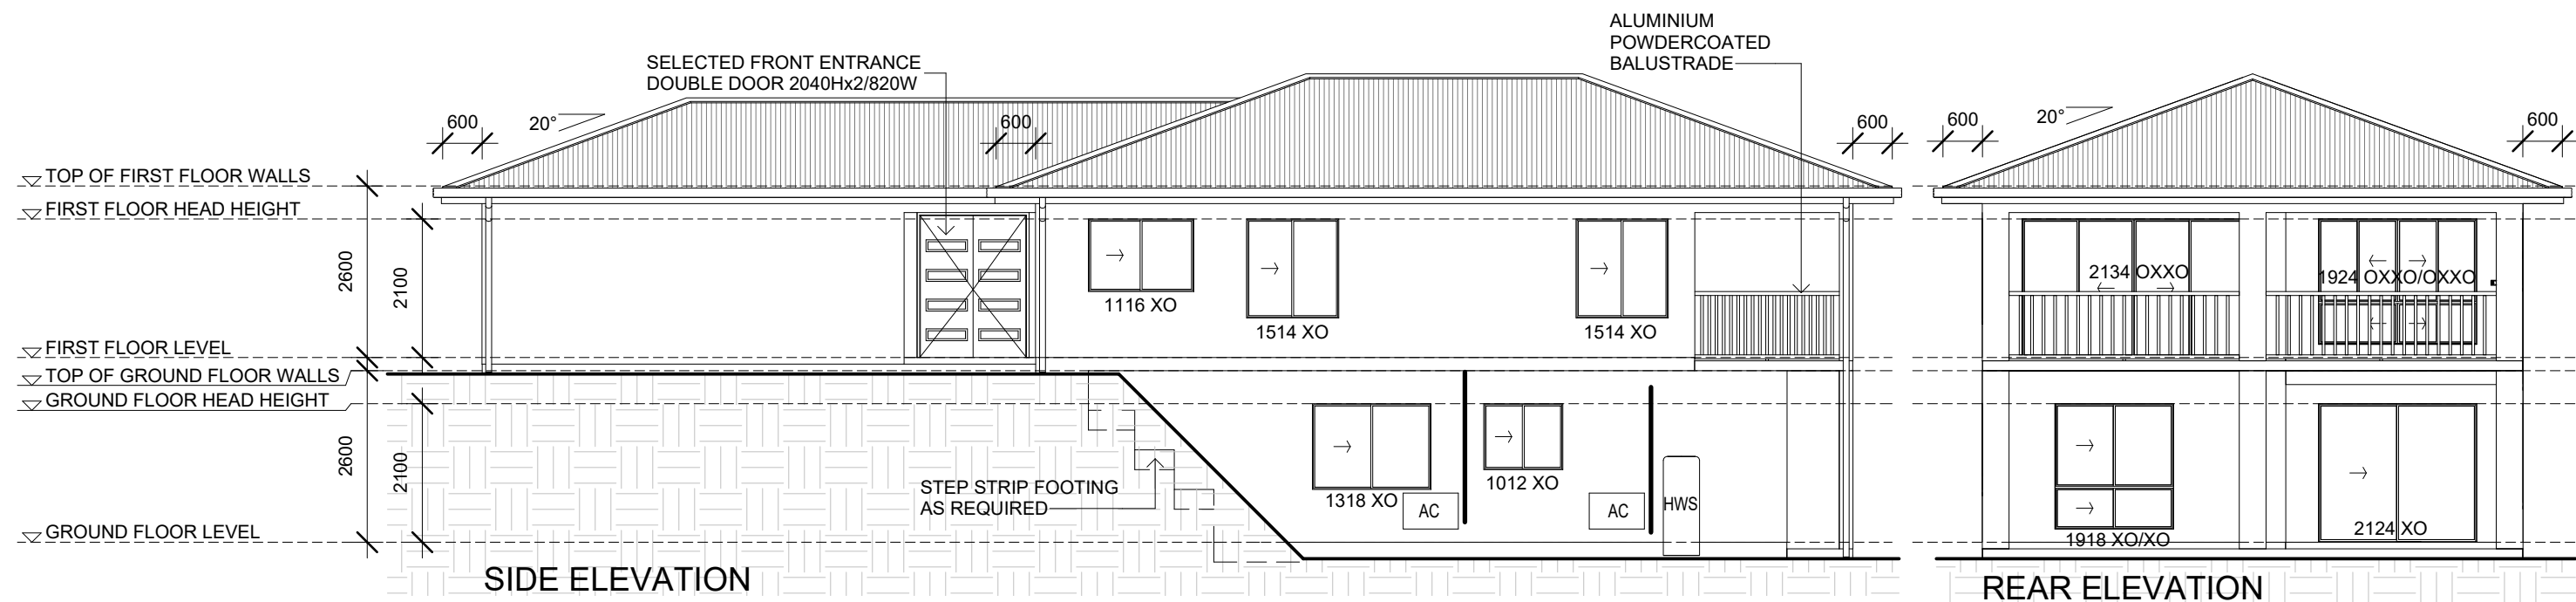 ALUMINIUM
POWDERCOATED
BALUSTRADE
SELECTED FRONT ENTRANCE
DOUBLE DOOR 2040Hx2/820W
600
20°
600
600
600
20°
600
TOP OF FIRST FLOOR WALLS
FIRST FLOOR HEAD HEIGHT
2600
2100
1116 XO
1514 XO
1514 XO
2134 OXXO
1924 OXXO/OXXO
FIRST FLOOR LEVEL
TOP OF GROUND FLOOR WALLS
GROUND FLOOR HEAD HEIGHT
2600
2100
STEP STRIP FOOTING
AS REQUIRED
1318 XO
AC
1012 XO
AC
HWS
1918 XO/XO
2124 XO
GROUND FLOOR LEVEL
SIDE ELEVATION
REAR ELEVATION